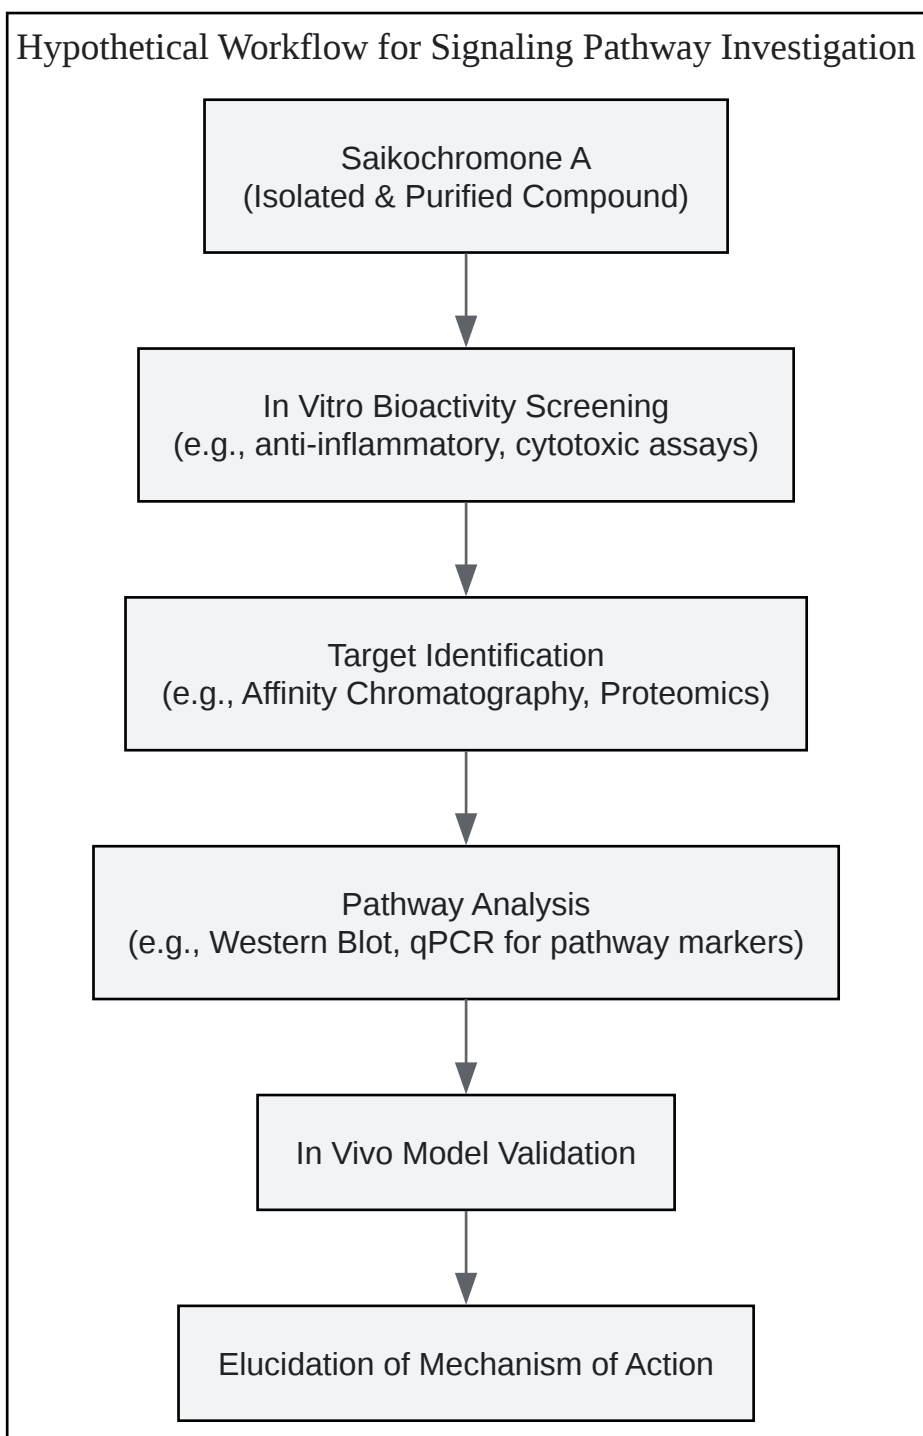 Hypothetical Workflow for Signaling Pathway Investigation
Saikochromone A
(Isolated & Purified Compound)
In Vitro Bioactivity Screening
(e.g., anti-inflammatory, cytotoxic assays)
Target Identification
(e.g., Affinity Chromatography, Proteomics)
Pathway Analysis
(e.g., Western Blot, qPCR for pathway markers)
In Vivo Model Validation
Elucidation of Mechanism of Action